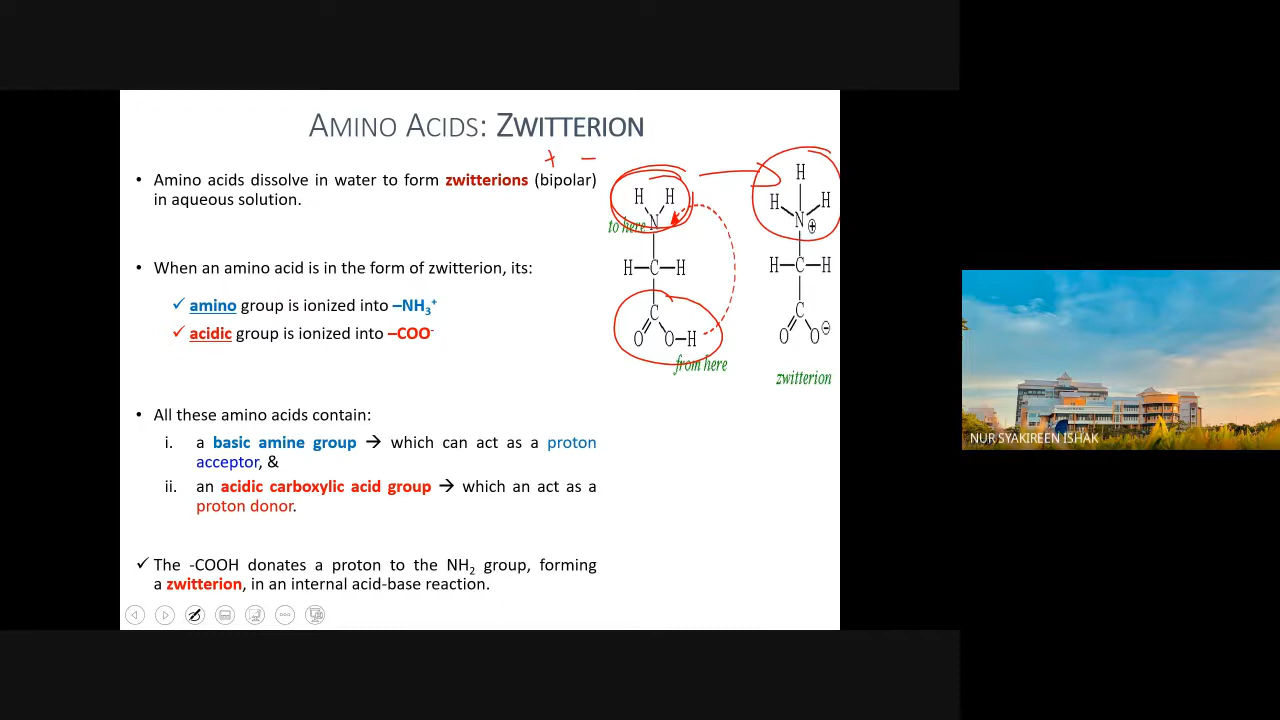 AMINO ACIDS: ZWITTERION
+ −
• Amino acids dissolve in water to form zwitterions (bipolar)
in aqueous solution.
• When an amino acid is in the form of zwitterion, its:
✓ amino group is ionized into –NH₃⁺
✓ acidic group is ionized into –COO⁻
• All these amino acids contain:
i. a basic amine group → which can act as a proton
acceptor, &
ii. an acidic carboxylic acid group → which an act as a
proton donor.
✓ The -COOH donates a proton to the NH₂ group, forming
a zwitterion, in an internal acid-base reaction.
H H
to here N
H C H
C
O O H
from here
H
H H
N ⊕
H C H
C
O O ⊖
zwitterion
NUR SYAKIREEN ISHAK